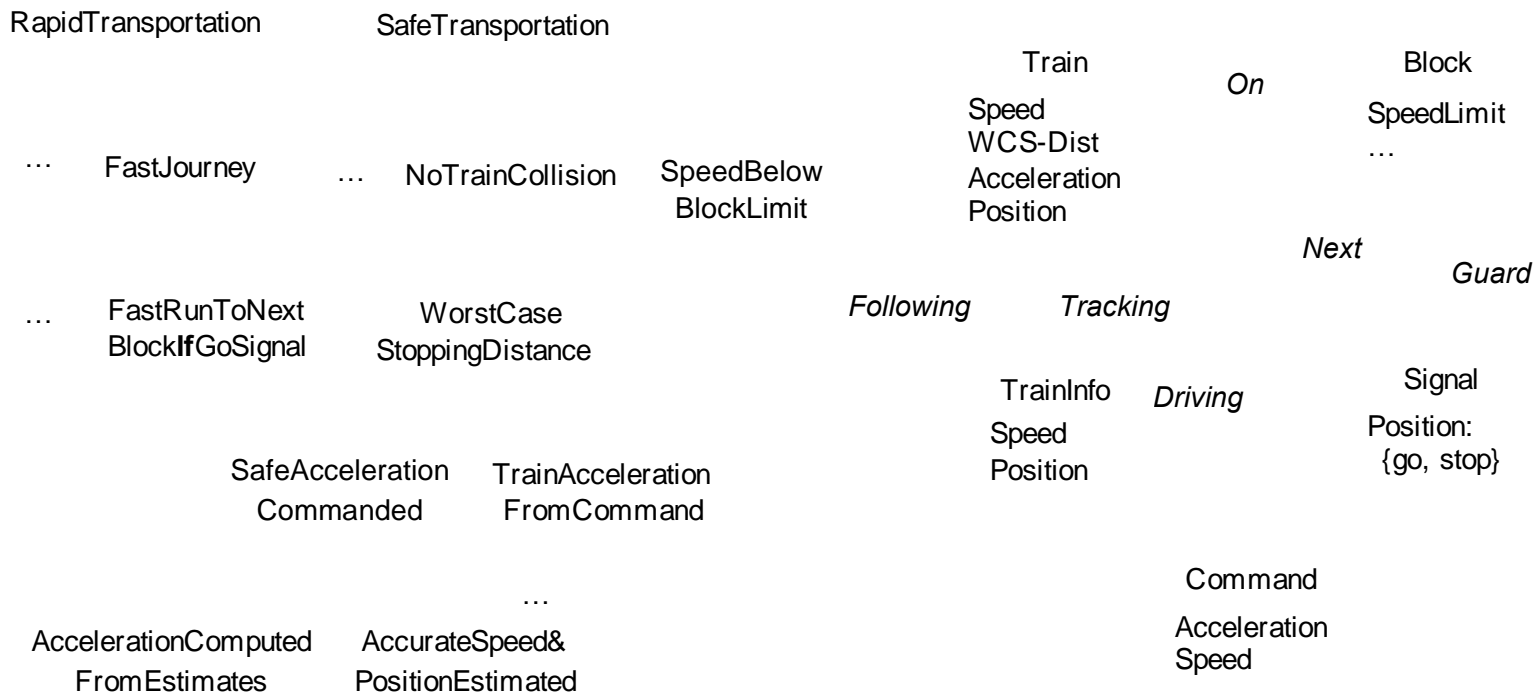 RapidTransportation
SafeTransportation
… FastJourney
… NoTrainCollision
SpeedBelow
BlockLimit
… FastRunToNext
BlockIfGoSignal
WorstCase
StoppingDistance
SafeAcceleration
Commanded
TrainAcceleration
FromCommand
…
AccelerationComputed
FromEstimates
AccurateSpeed&
PositionEstimated
Train
Speed
WCS-Dist
Acceleration
Position
On
Block
SpeedLimit
…
Next
Guard
Following
Tracking
TrainInfo
Speed
Position
Driving
Signal
Position:
{go, stop}
Command
Acceleration
Speed